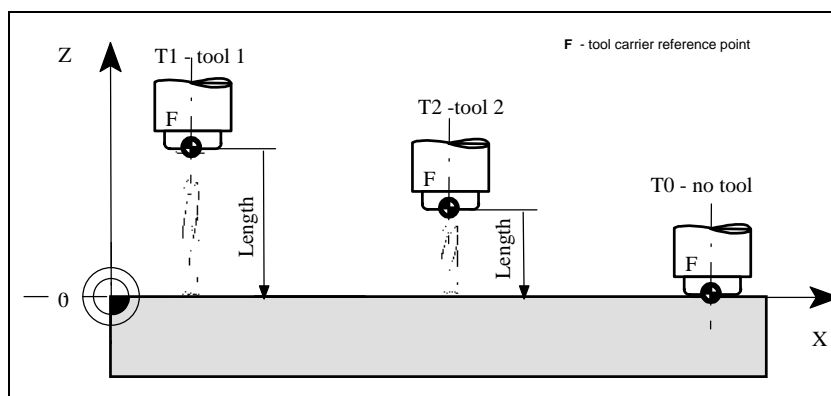 F - tool carrier reference point
Z
T1 - tool 1
F
Length
T2 -tool 2
F
Length
T0 - no tool
F
0
X